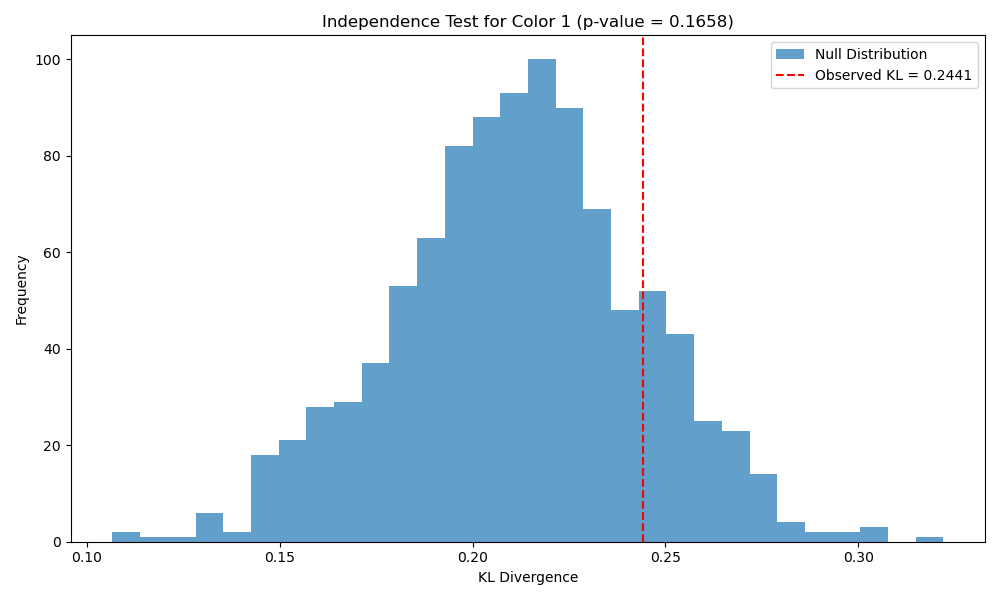 Independence Test for Color 1 (p-value = 0.1658)
Null Distribution
Observed KL = 0.2441
100
80
60
40
20
0
Frequency
0.10 0.15 0.20 0.25 0.30
KL Divergence